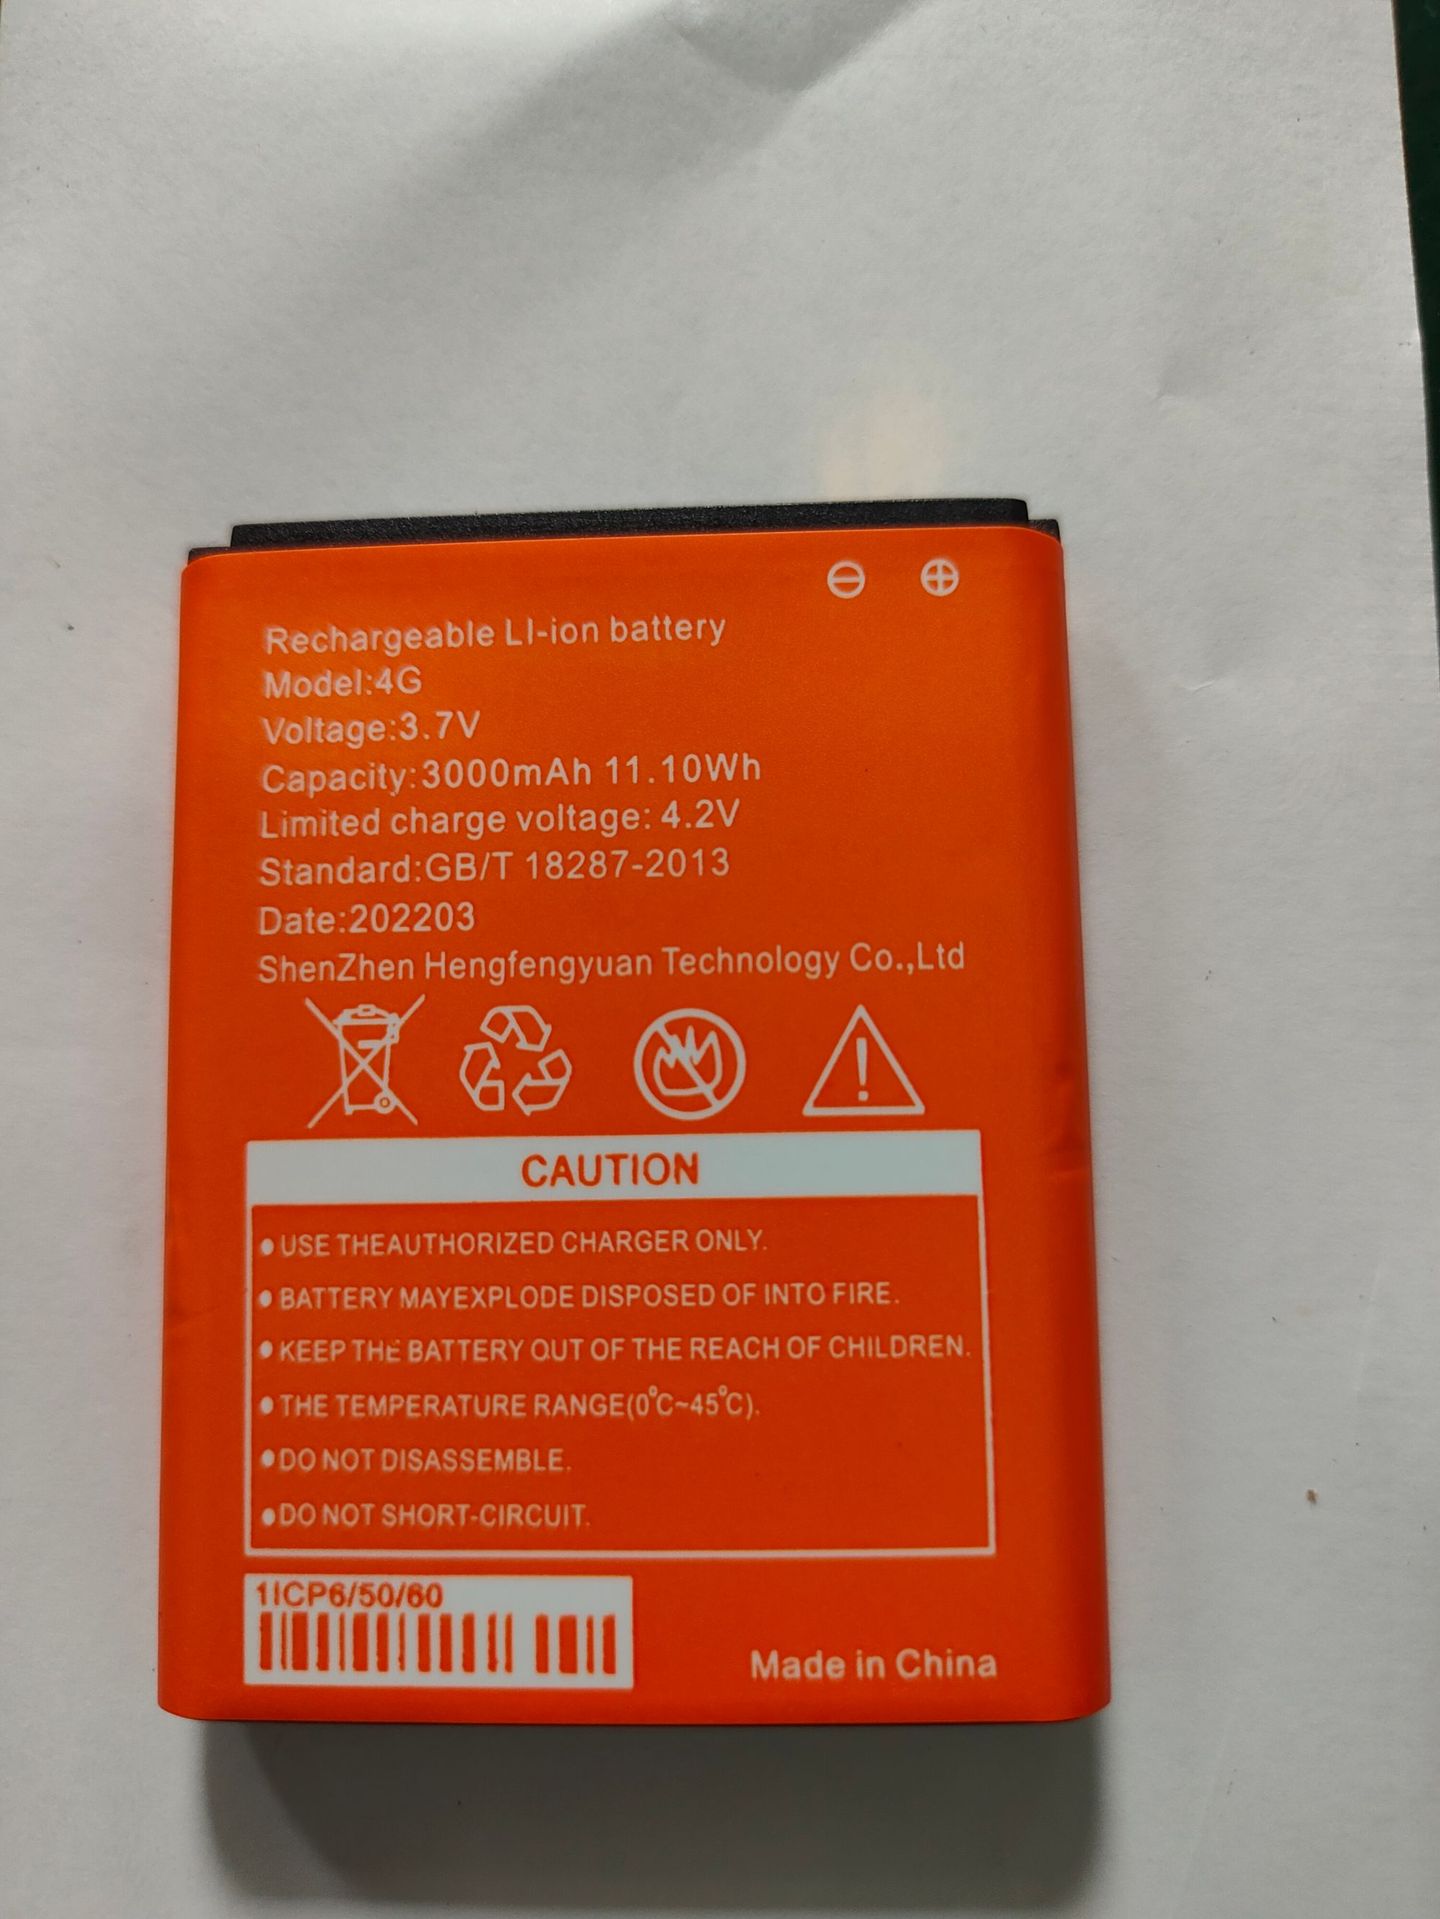 Rechargeable LI-ion battery
Model:4G
Voltage:3.7V
Capacity:3000mAh 11.10Wh
Limited charge voltage: 4.2V
Standard:GB/T 18287-2013
Date:202203
ShenZhen Hengfengyuan Technology Co.,Ltd
CAUTION
●USE THEAUTHORIZED CHARGER ONLY.
●BATTERY MAYEXPLODE DISPOSED OF INTO FIRE.
●KEEP THE BATTERY OUT OF THE REACH OF CHILDREN.
●THE TEMPERATURE RANGE(0°C~45°C).
●DO NOT DISASSEMBLE.
●DO NOT SHORT-CIRCUIT.
1ICP6/50/60
Made in China